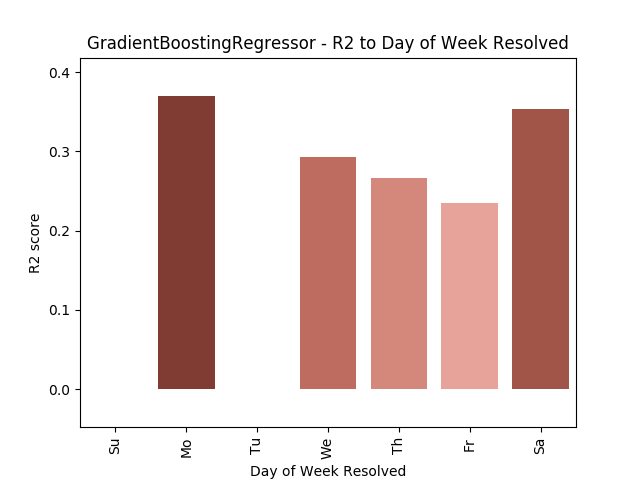 GradientBoostingRegressor - R2 to Day of Week Resolved
0.4
0.3
0.2
0.1
0.0
R2 score
Su Mo Tu We Th Fr Sa
Day of Week Resolved